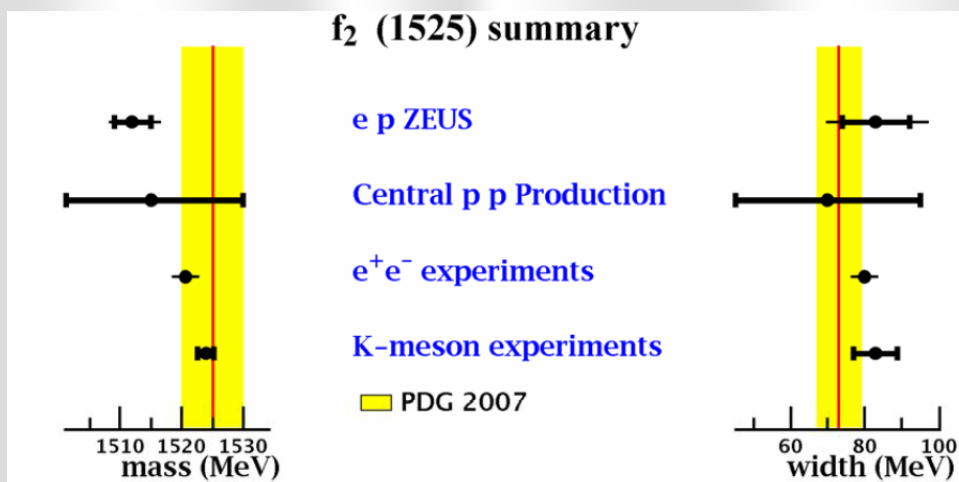 f₂ (1525) summary
e p ZEUS
Central p p Production
e⁺e⁻ experiments
K-meson experiments
PDG 2007
1510 1520 1530
mass (MeV)
60 80 100
width (MeV)